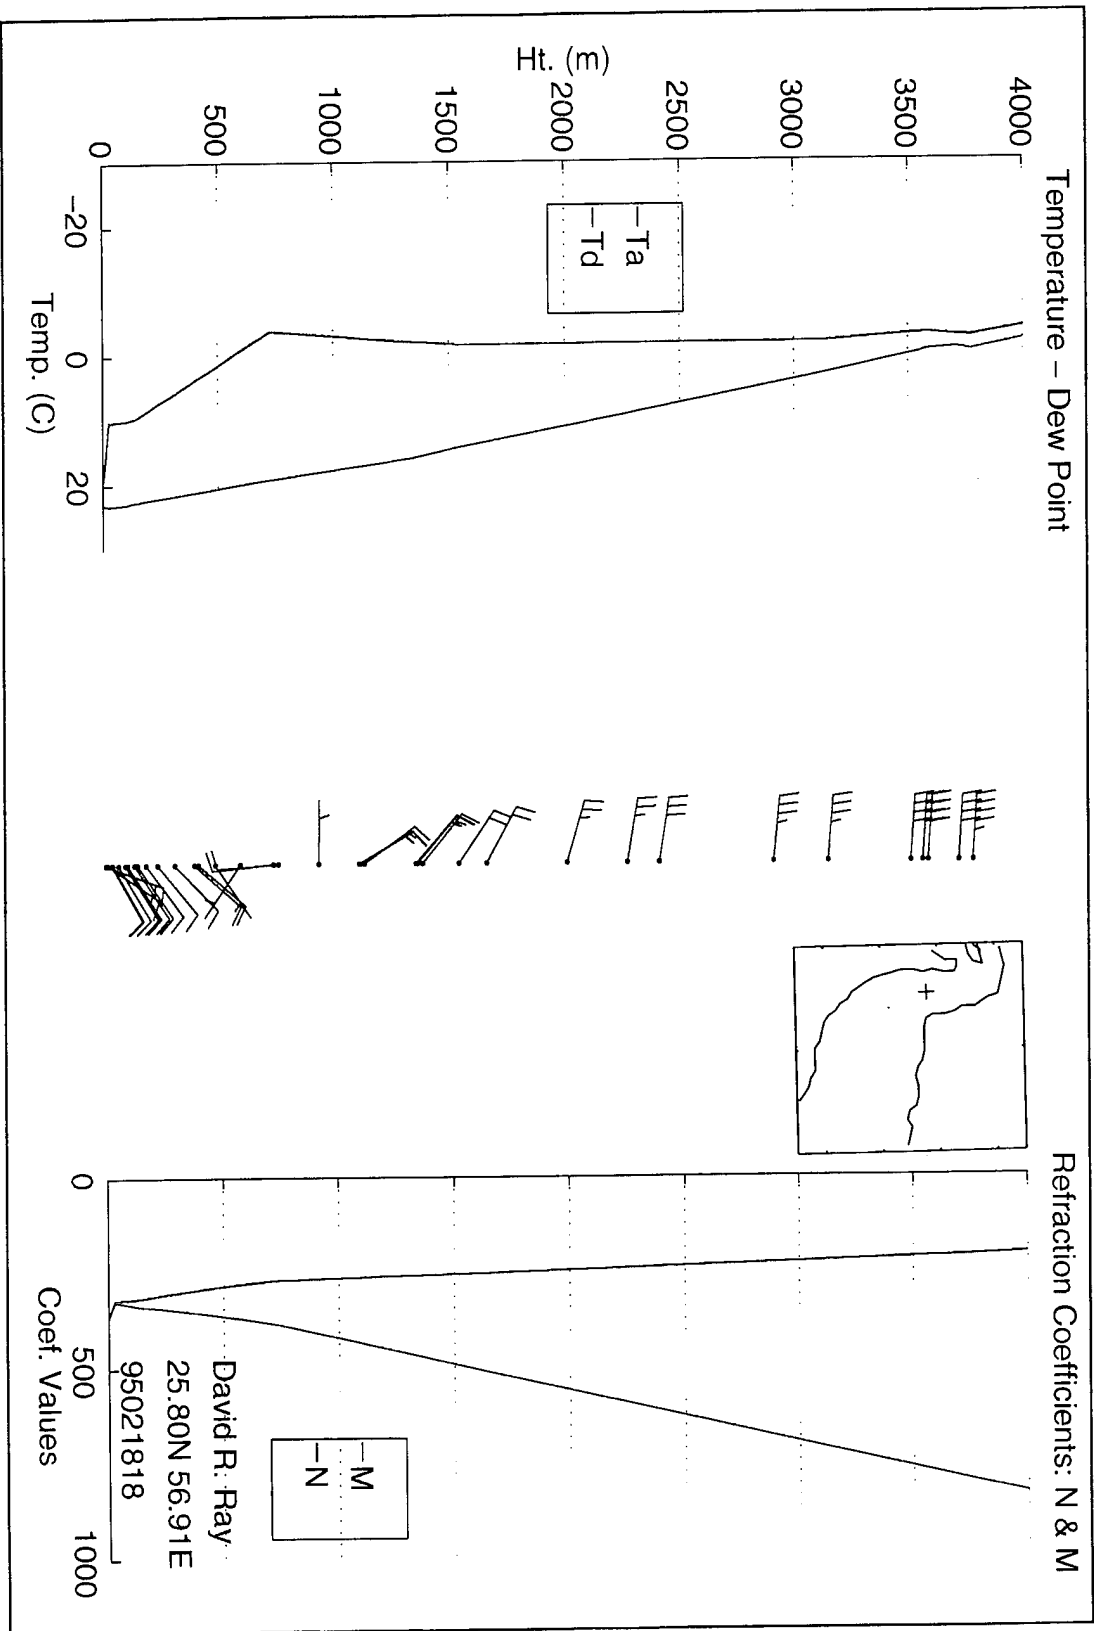 Temperature – Dew Point
Ht. (m)
4000
3500
3000
2500
2000
1500
1000
500
0
–Ta
–Td
–20
0
20
Temp. (C)
Refraction Coefficients: N & M
–M
–N
David R. Ray
25.80N 56.91E
95021818
0
500
1000
Coef. Values